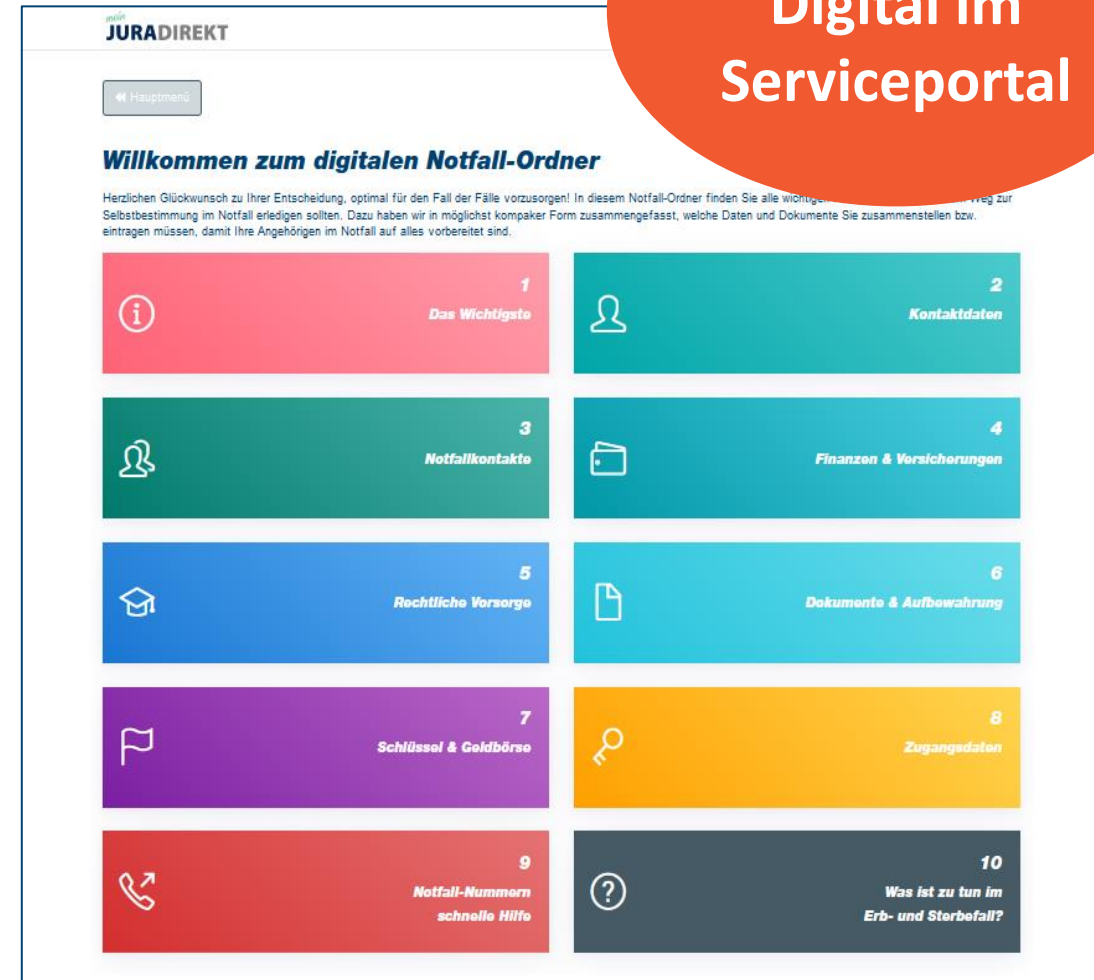 mein
JURADIREKT
Digital im
Serviceportal
Hauptmenü
Willkommen zum digitalen Notfall-Ordner
Herzlichen Glückwunsch zu Ihrer Entscheidung, optimal für den Fall der Fälle vorzusorgen! In diesem Notfall-Ordner finden Sie alle wichtigen Weg zur
Selbstbestimmung im Notfall erledigen sollten. Dazu haben wir in möglichst kompaker Form zusammengefasst, welche Daten und Dokumente Sie zusammenstellen bzw.
eintragen müssen, damit Ihre Angehörigen im Notfall auf alles vorbereitet sind.
1
Das Wichtigste
2
Kontaktdaten
3
Notfallkontakte
4
Finanzen & Versicherungen
5
Rechtliche Vorsorge
6
Dokumente & Aufbewahrung
7
Schlüssel & Geldbörse
8
Zugangsdaten
9
Notfall-Nummern
schnelle Hilfe
10
Was ist zu tun im
Erb- und Sterbefall?